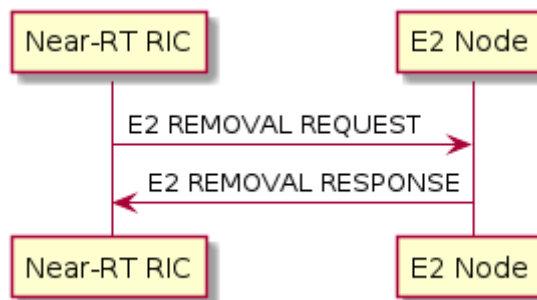 Near-RT RIC
E2 Node
E2 REMOVAL REQUEST
E2 REMOVAL RESPONSE
Near-RT RIC
E2 Node